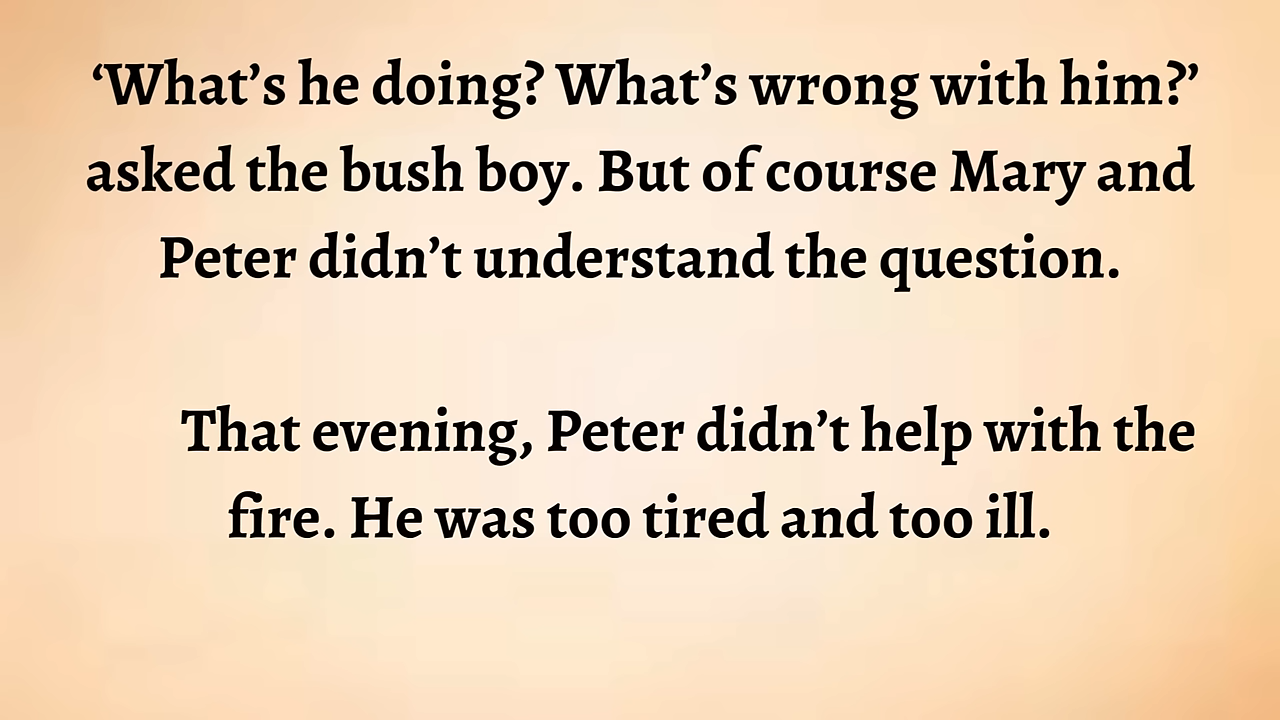 ‘What’s he doing? What’s wrong with him?’
asked the bush boy. But of course Mary and
Peter didn’t understand the question.
That evening, Peter didn’t help with the
fire. He was too tired and too ill.